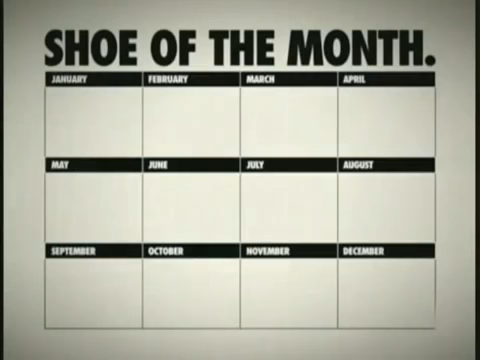 SHOE OF THE MONTH.
JANUARY FEBRUARY MARCH APRIL
MAY JUNE JULY AUGUST
SEPTEMBER OCTOBER NOVEMBER DECEMBER